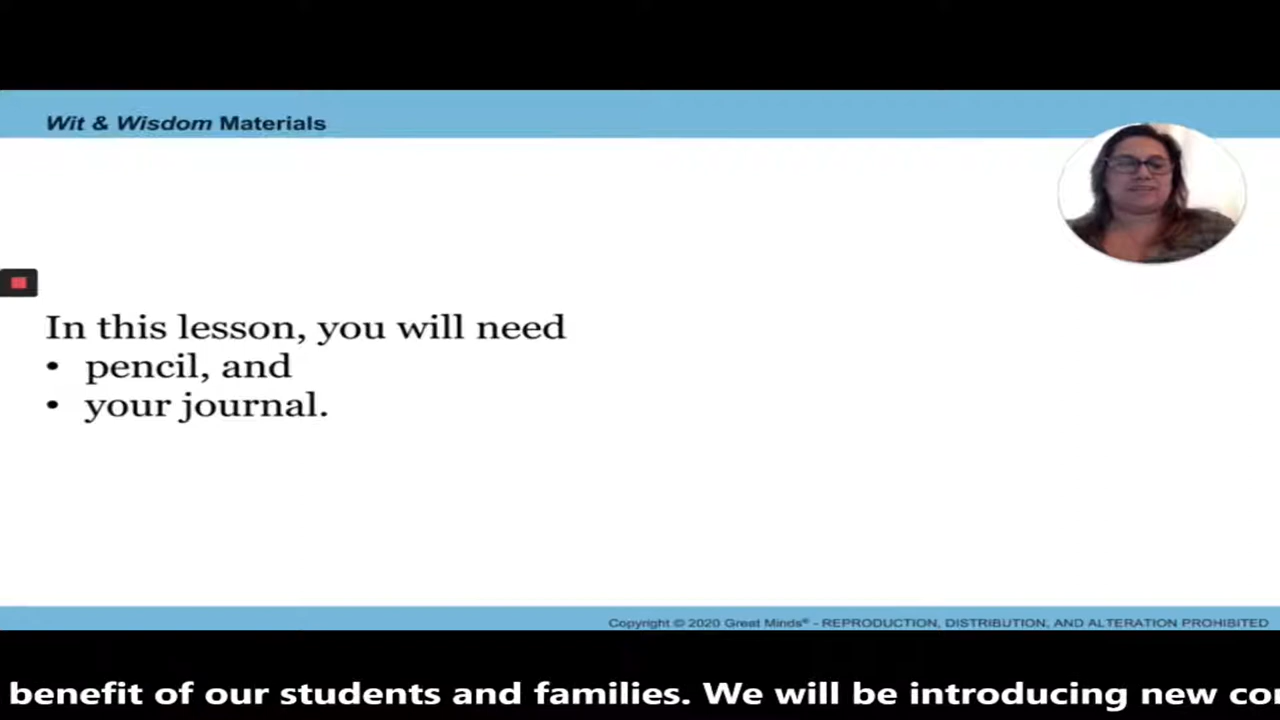 Wit & Wisdom Materials
In this lesson, you will need
• pencil, and
• your journal.
Copyright © 2020 Great Minds® - REPRODUCTION, DISTRIBUTION, AND ALTERATION PROHIBITED
benefit of our students and families. We will be introducing new